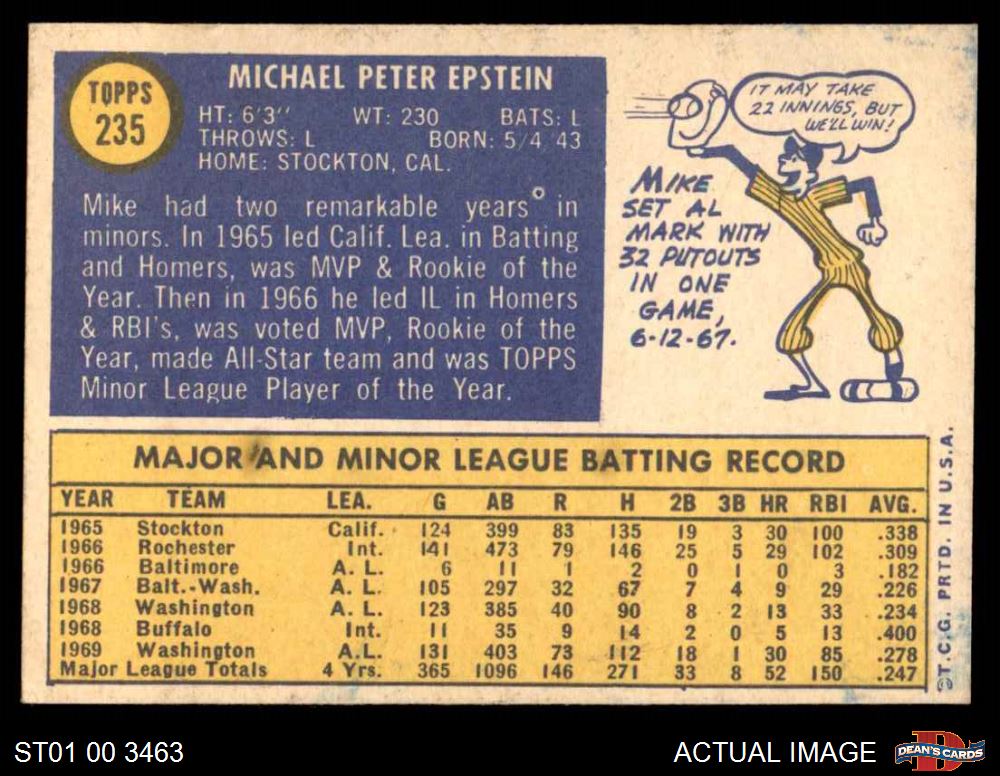 TOPPS
235
MICHAEL PETER EPSTEIN
HT: 6'3" WT: 230 BATS: L
THROWS: L BORN: 5/4 43
HOME: STOCKTON, CAL.
Mike had two remarkable years in
minors. In 1965 led Calif. Lea. in Batting
and Homers, was MVP & Rookie of the
Year. Then in 1966 he led IL in Homers
& RBI's, was voted MVP, Rookie of the
Year, made All-Star team and was TOPPS
Minor League Player of the Year.
IT MAY TAKE
22 INNINGS, BUT
WE'LL WIN!
MIKE
SET AL
MARK WITH
32 PUTOUTS
IN ONE
GAME,
6-12-67.
MAJOR AND MINOR LEAGUE BATTING RECORD
YEAR TEAM LEA. G AB R H 2B 3B HR RBI AVG.
1965 Stockton Calif. 124 399 83 135 19 3 30 100 .338
1966 Rochester Int. 141 473 79 146 25 5 29 102 .309
1966 Baltimore A. L. 6 11 1 2 0 1 0 3 .182
1967 Balt.-Wash. A. L. 105 297 32 67 7 4 9 29 .226
1968 Washington A. L. 123 385 40 90 8 2 13 33 .234
1968 Buffalo Int. 11 35 9 14 2 0 5 13 .400
1969 Washington A.L. 131 403 73 112 18 1 30 85 .278
Major League Totals 4 Yrs. 365 1096 146 271 33 8 52 150 .247
©T.C.G. PRTD. IN U.S.A.
ST01 00 3463
ACTUAL IMAGE
DEAN'S CARDS